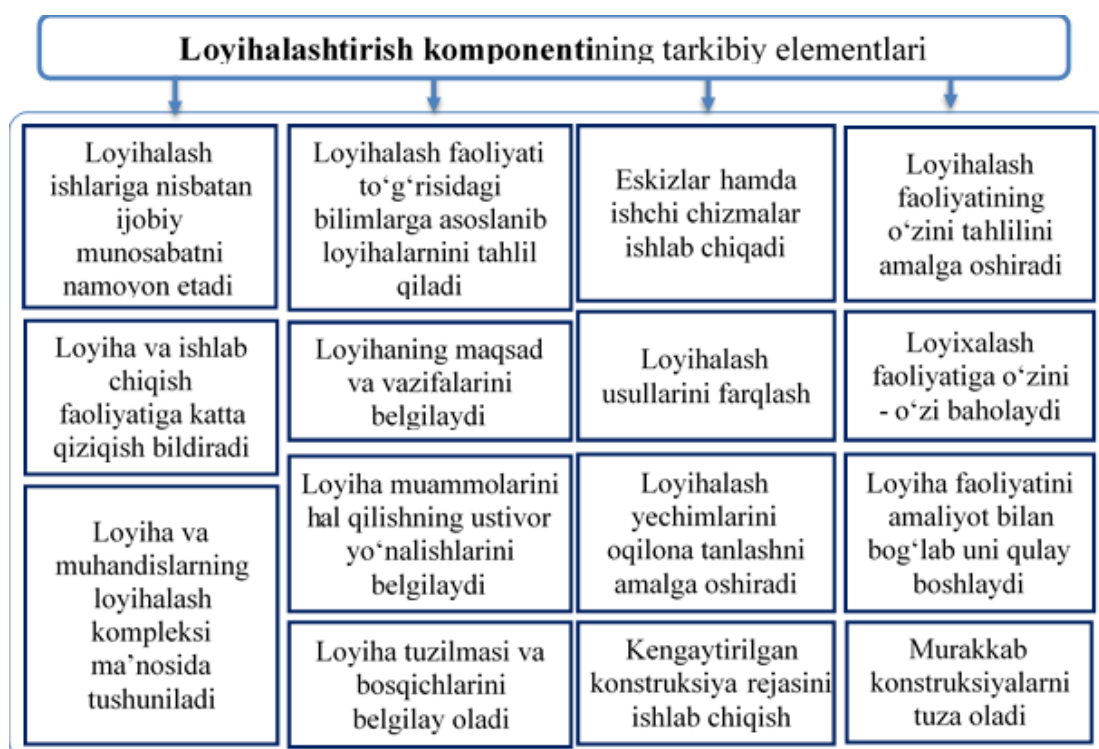 Loyihalashtirish komponentining tarkibiy elementlari
Loyihalash
ishlariga nisbatan
ijobiy
munosabatni
namoyon etadi
Loyiha va ishlab
chiqish
faoliyatiga katta
qiziqish bildiradi
Loyiha va
muhandislarning
loyihalash
kompleksi
ma’nosida
tushuniladi
Loyihalash faoliyati
to‘g‘risidagi
bilimlarga asoslanib
loyihalarnini tahlil
qiladi
Loyihaning maqsad
va vazifalarini
belgilaydi
Loyiha muammolarini
hal qilishning ustivor
yo‘nalishlarini
belgilaydi
Loyiha tuzilmasi va
bosqichlarini
belgilay oladi
Eskizlar hamda
ishchi chizmalar
ishlab chiqadi
Loyihalash
usullarini farqlash
Loyihalash
yechimlarini
oqilona tanlashni
amalga oshiradi
Kengaytirilgan
konstruksiya rejasini
ishlab chiqish
Loyihalash
faoliyatining
o‘zini tahlilini
amalga oshiradi
Loyixalash
faoliyatiga o‘zini
- o‘zi baholaydi
Loyiha faoliyatini
amaliyot bilan
bog‘lab uni qulay
boshlaydi
Murakkab
konstruksiyalarni
tuza oladi